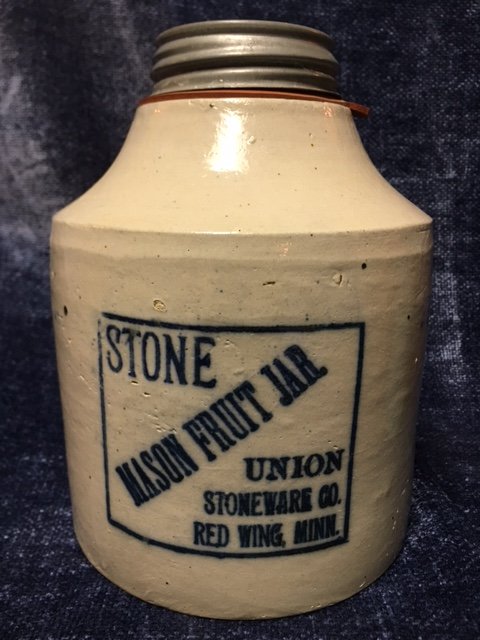 STONE
MASON FRUIT JAR
UNION
STONEWARE CO.
RED WING, MINN.